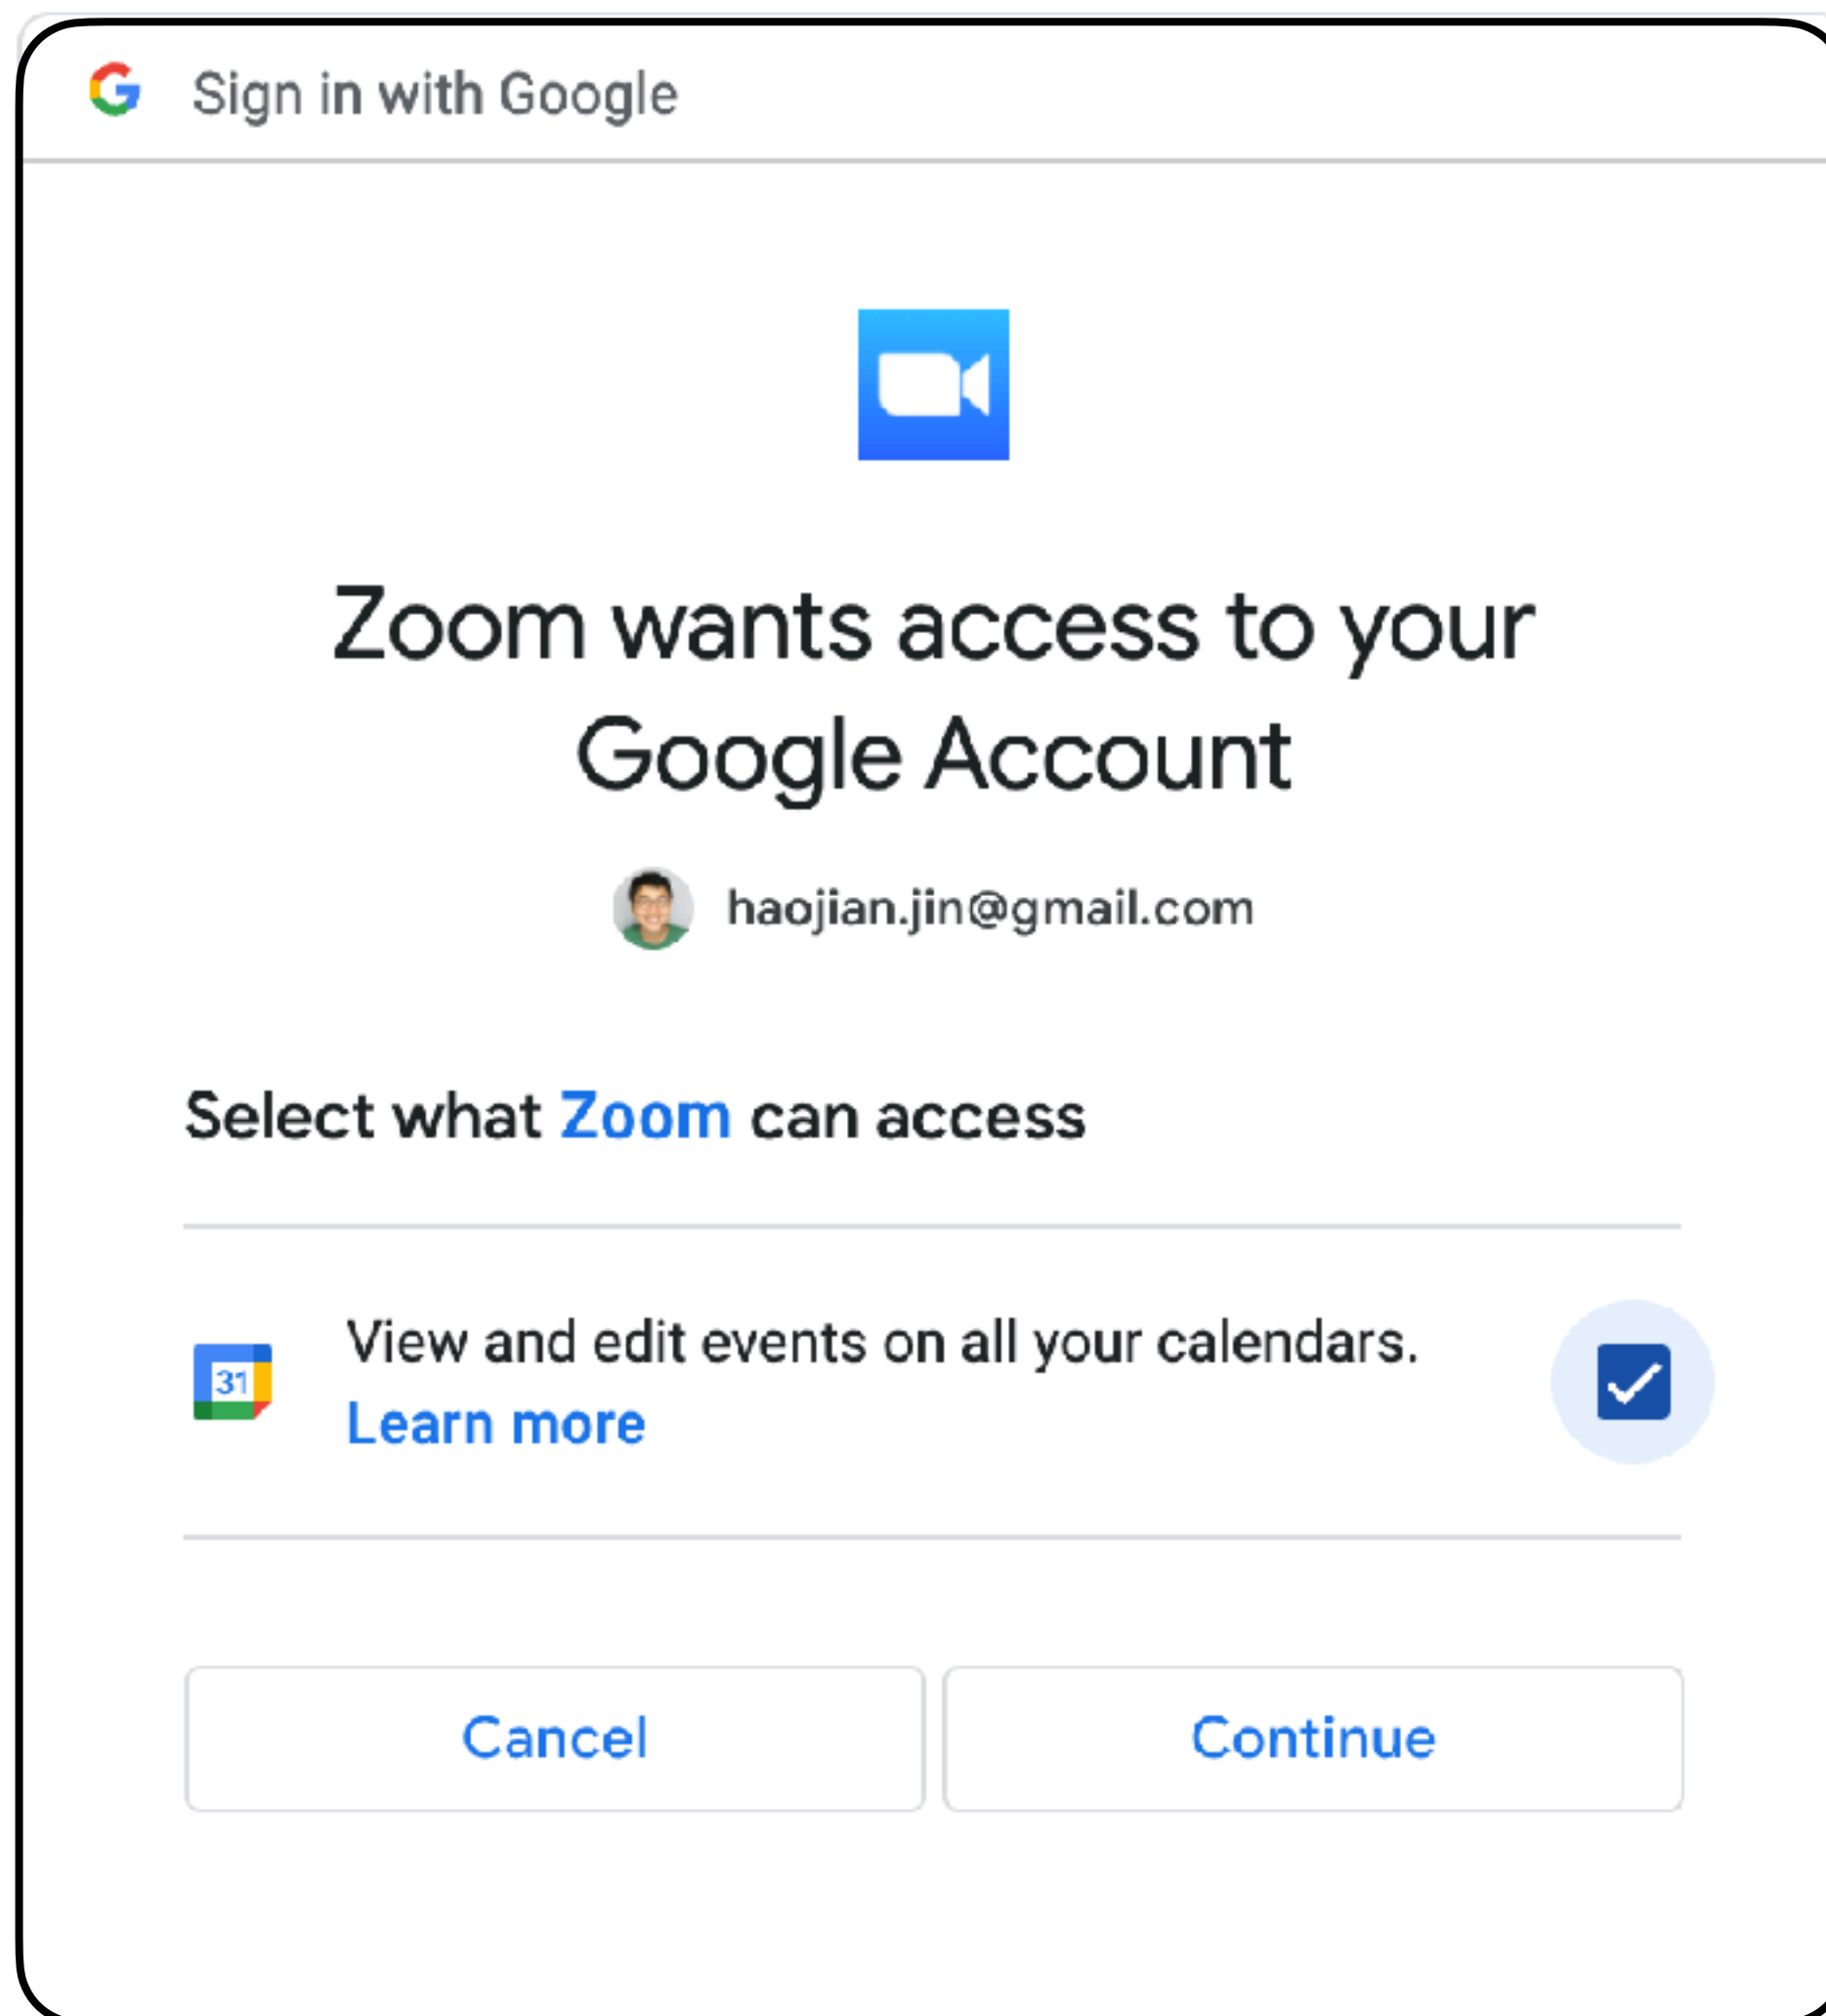 Sign in with Google
Zoom wants access to your
Google Account
haojian.jin@gmail.com
Select what Zoom can access
31
View and edit events on all your calendars.
Learn more
Cancel
Continue